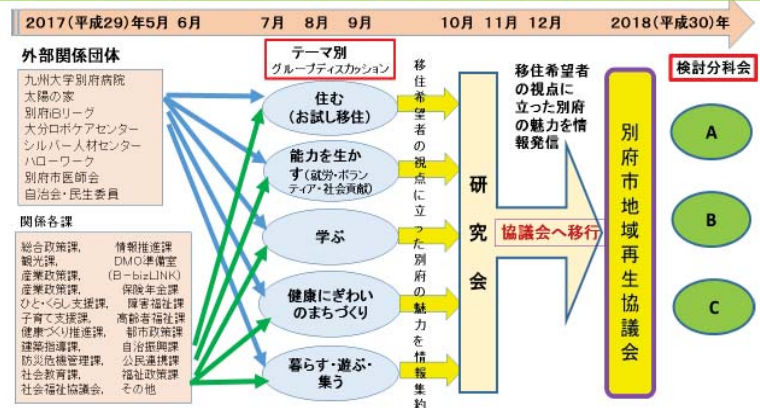 2017(平成29)年5月 6月 7月 8月 9月 10月 11月 12月 2018(平成30)年
外部関係団体
九州大学別府病院
太陽の家
別府iBリーグ
大分ロボケアセンター
シルバー人材センター
ハローワーク
別府市医師会
自治会・民生委員
関係各課
総合政策課, 情報推進課
観光課, DMO準備室
産業政策課, (B-bizLINK)
産業政策課, 保険年金課
ひと・くらし支援課, 障害福祉課
子育て支援課, 高齢者福祉課
健康づくり推進課, 都市政策課
建築指導課, 自治振興課
防災危機管理課, 公民連携課
社会教育課, 福祉政策課
社会福祉協議会, その他
テーマ別
グループディスカッション
住む
(お試し移住)
能力を生か
す(就労・ボラン
ティア・社会貢献)
学ぶ
健康にぎわい
のまちづくり
暮らす・遊ぶ・
集う
移住希望者の視点に立った別府の魅力を情報集約
研究会
移住希望者
の視点に
立った別府
の魅力を情
報発信
協議会へ移行
別府市地域再生協議会
検討分科会
A
B
C